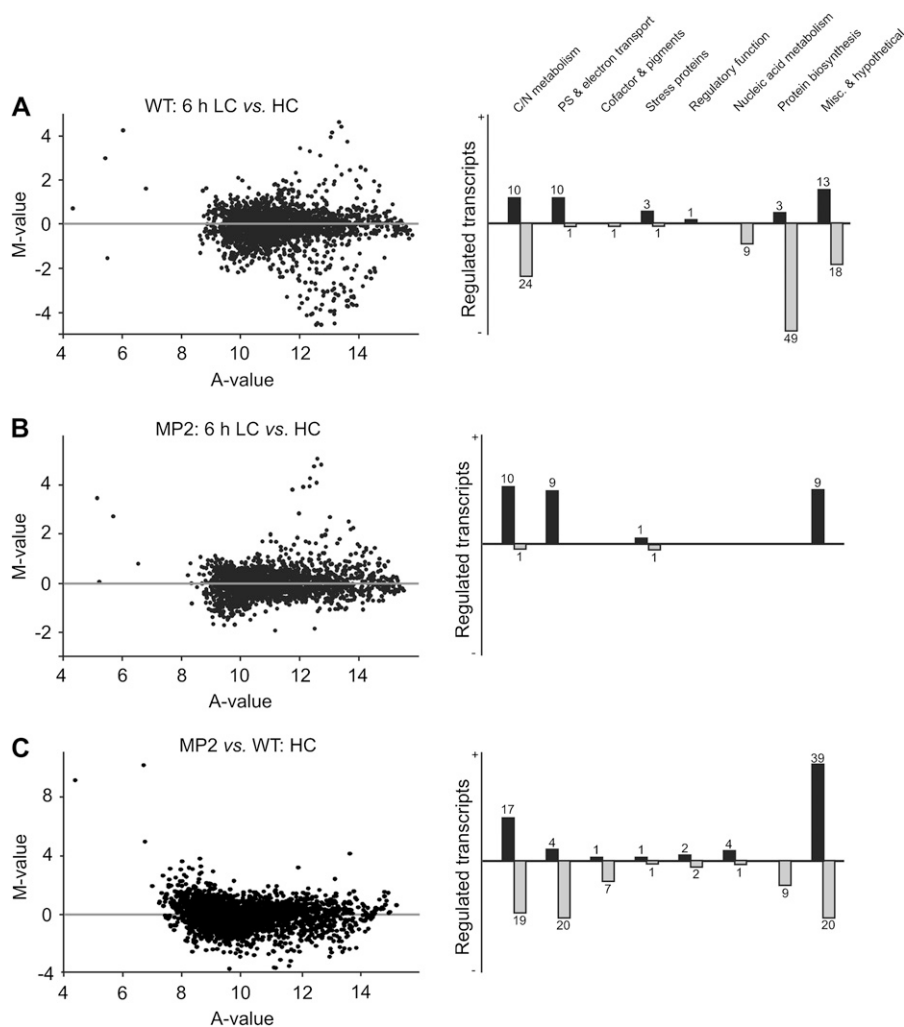 C/N metabolism
PS & electron transport
Cofactor & pigments
Stress proteins
Regulatory function
Nucleic acid metabolism
Protein biosynthesis
Misc. & hypothetical
A
WT: 6 h LC vs. HC
M-value
4
2
0
-2
-4
4 6 8 10 12 14
A-value
Regulated transcripts
+
-
10 10 3 1 3 13
24 1 1 1 9 49 18
B
MP2: 6 h LC vs. HC
M-value
4
2
0
-2
4 6 8 10 12 14
A-value
Regulated transcripts
+
-
10 9 1 9
1 1
C
MP2 vs. WT: HC
M-value
8
4
0
-4
4 6 8 10 12 14
A-value
Regulated transcripts
+
-
17 4 1 1 2 4 39
19 20 7 1 2 1 9 20